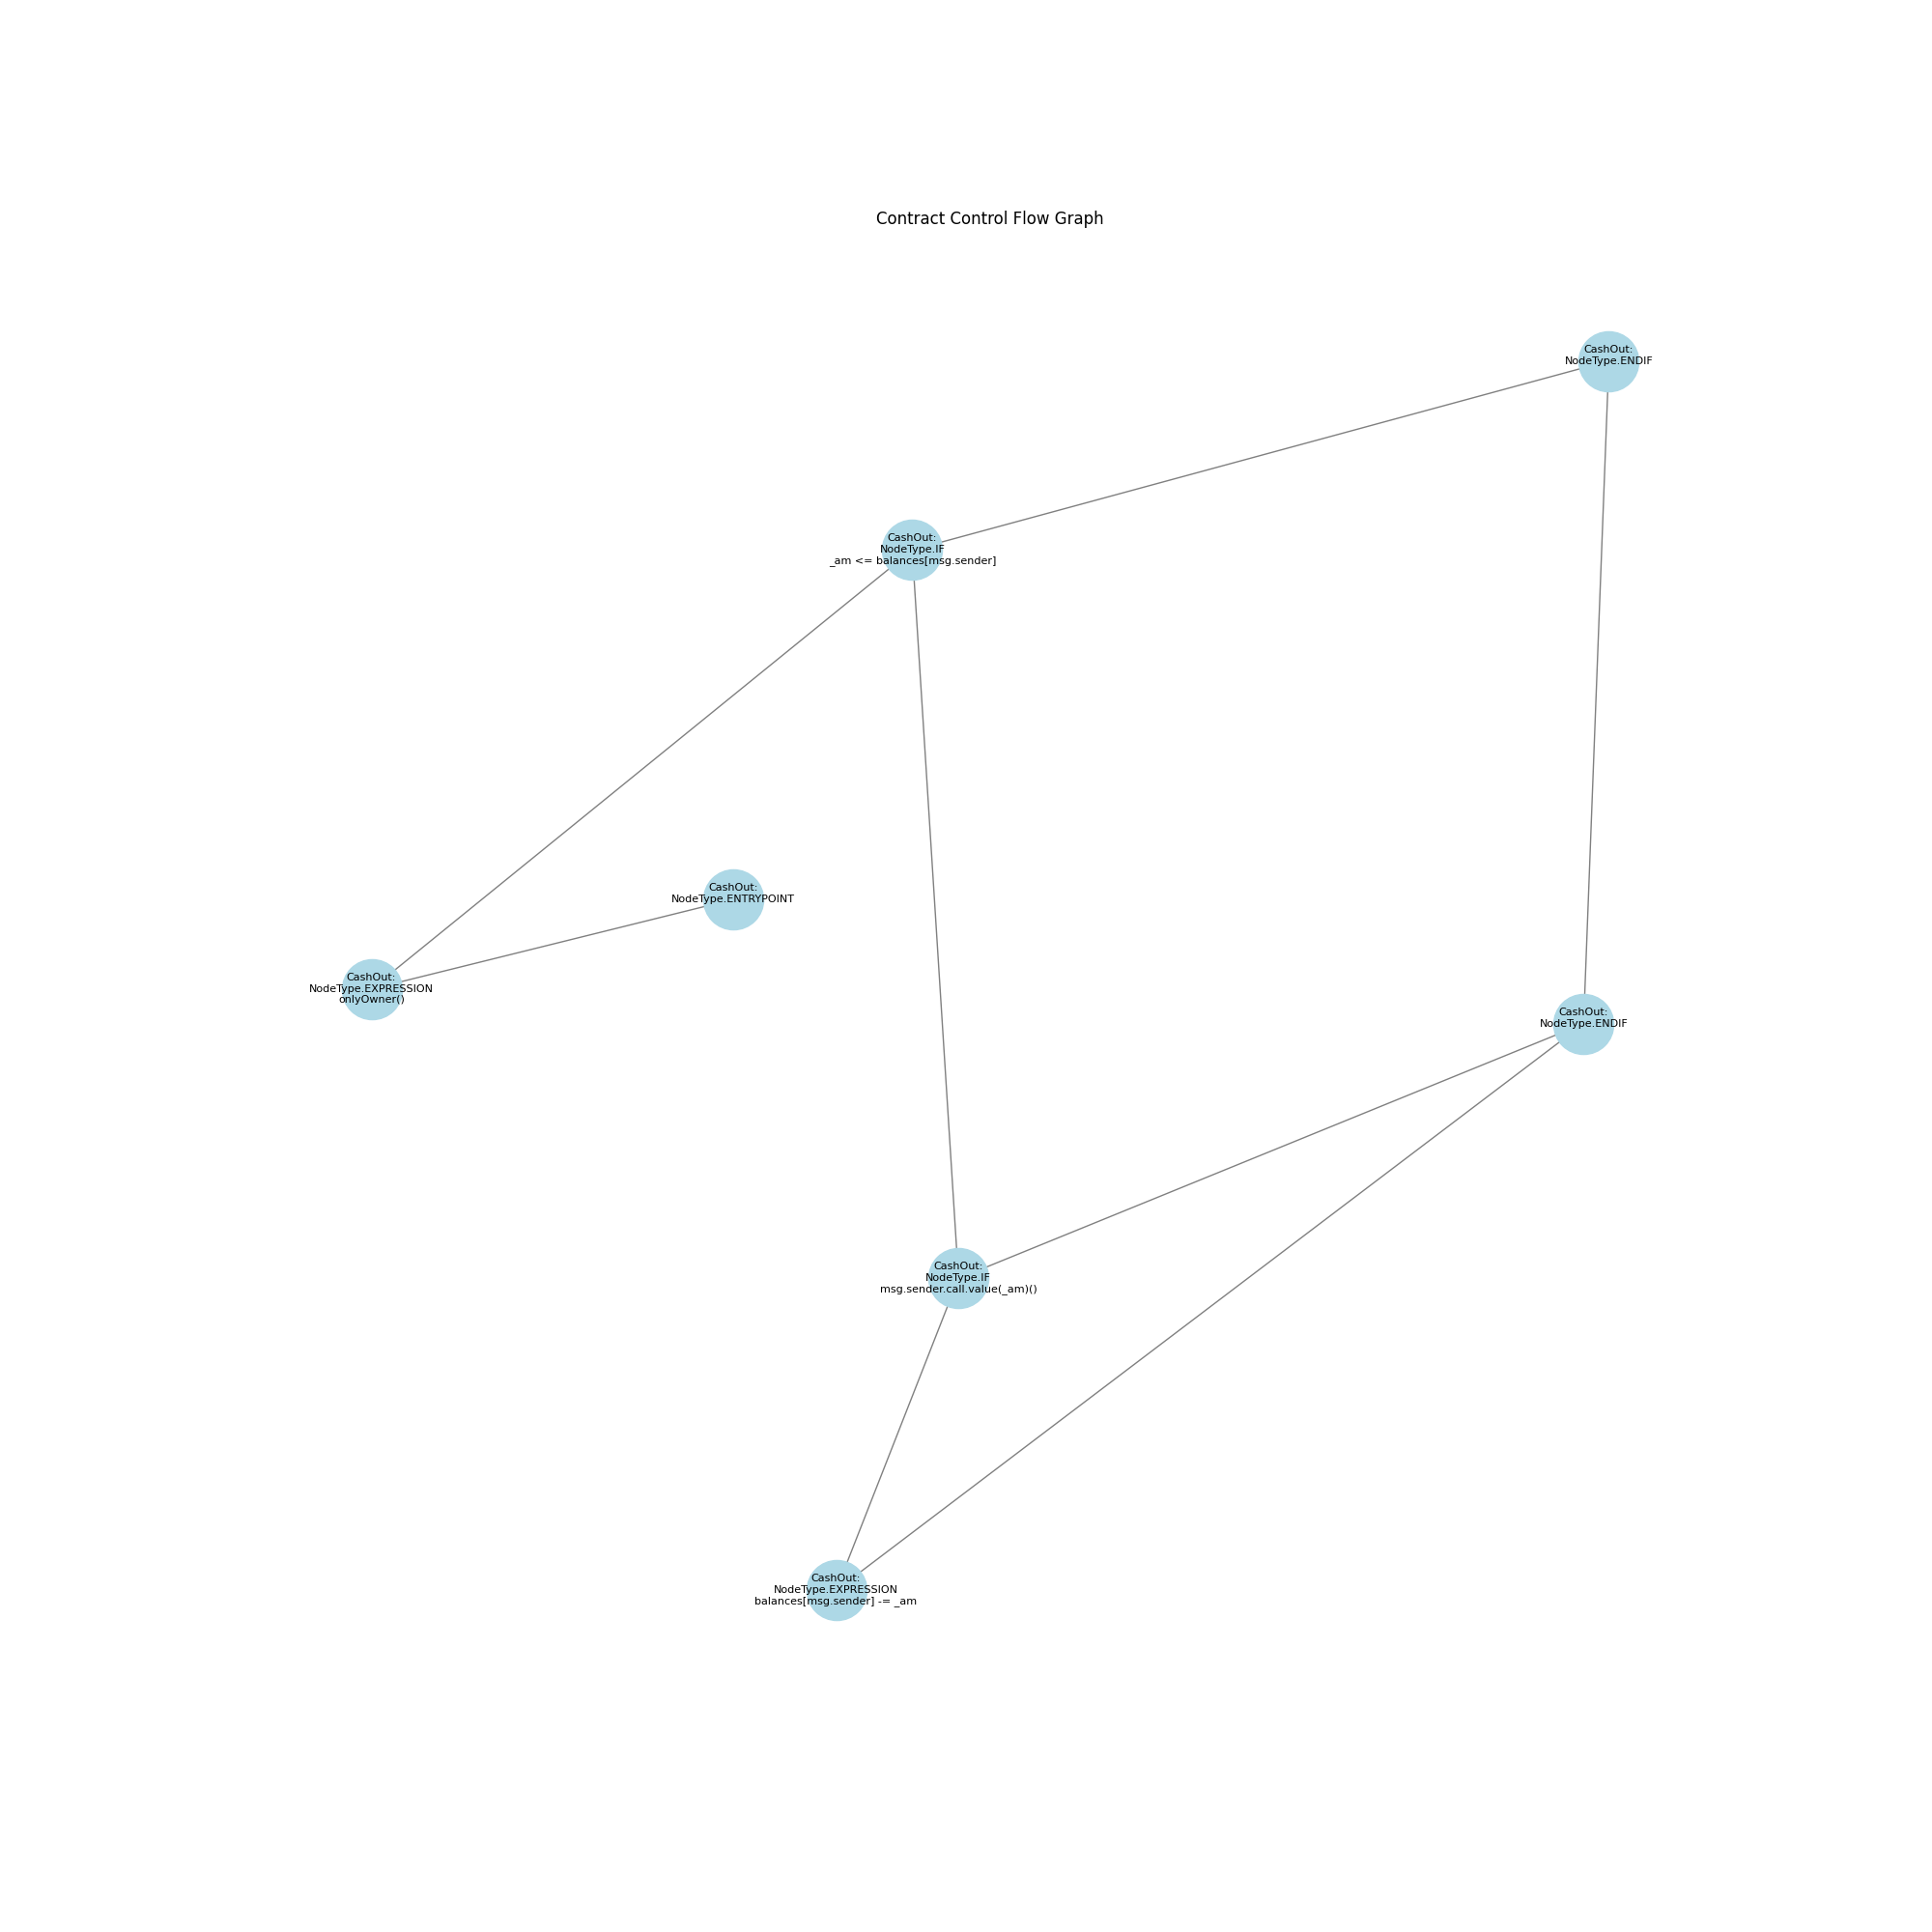 Contract Control Flow Graph
CashOut:
NodeType.ENDIF
CashOut:
NodeType.IF
_am <= balances[msg.sender]
CashOut:
NodeType.ENTRYPOINT
CashOut:
NodeType.EXPRESSION
onlyOwner()
CashOut:
NodeType.ENDIF
CashOut:
NodeType.IF
msg.sender.call.value(_am)()
CashOut:
NodeType.EXPRESSION
balances[msg.sender] -= _am